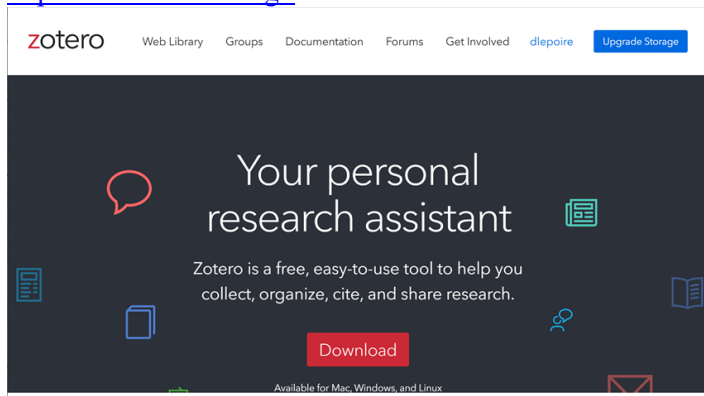 zotero
Web Library Groups Documentation Forums Get Involved dlepoire Upgrade Storage
Your personal
research assistant
Zotero is a free, easy-to-use tool to help you
collect, organize, cite, and share research.
Download
Available for Mac, Windows, and Linux